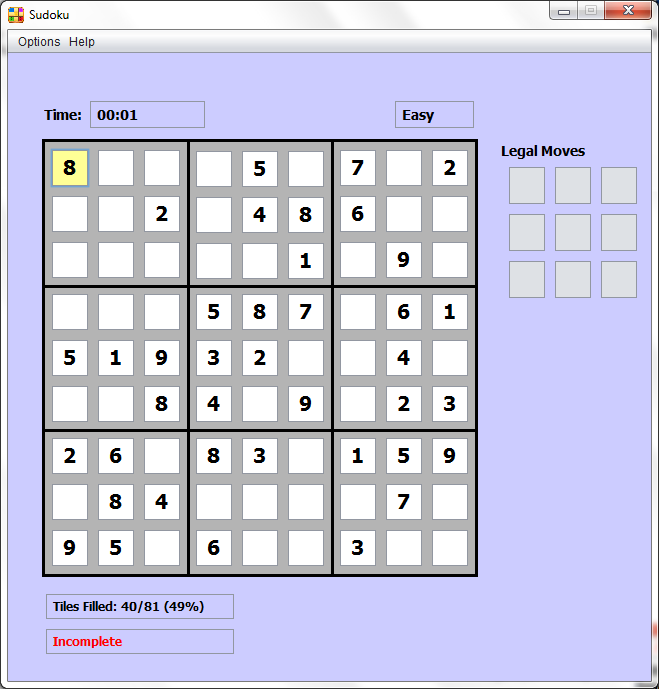 Sudoku
Options Help
Time: 00:01 Easy
Legal Moves
8 5 7 2
2 4 8 6
1 9
5 8 7 6 1
5 1 9 3 2 4
8 4 9 2 3
2 6 8 3 1 5 9
8 4 7
9 5 6 3
Tiles Filled: 40/81 (49%)
Incomplete